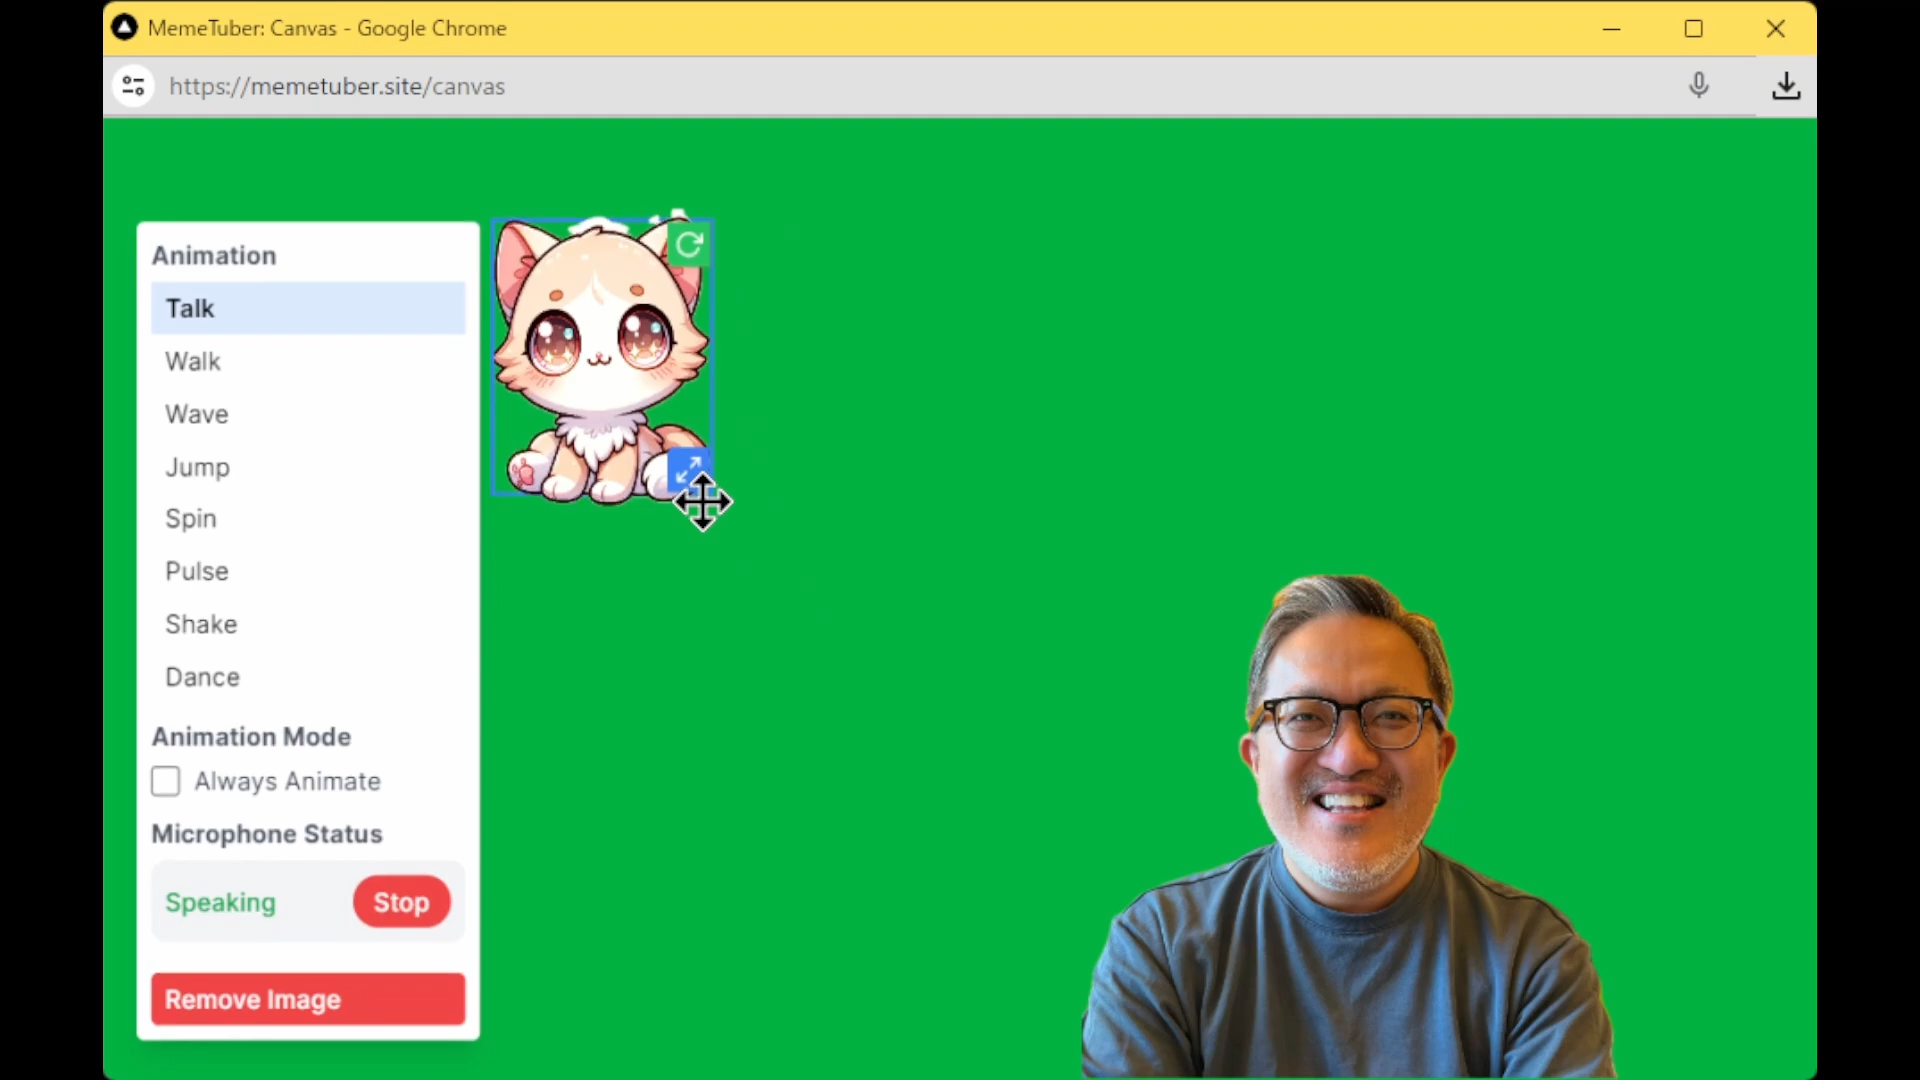 MemeTuber: Canvas - Google Chrome
https://memetuber.site/canvas
Animation
Talk
Walk
Wave
Jump
Spin
Pulse
Shake
Dance
Animation Mode
Always Animate
Microphone Status
Speaking
Stop
Remove Image